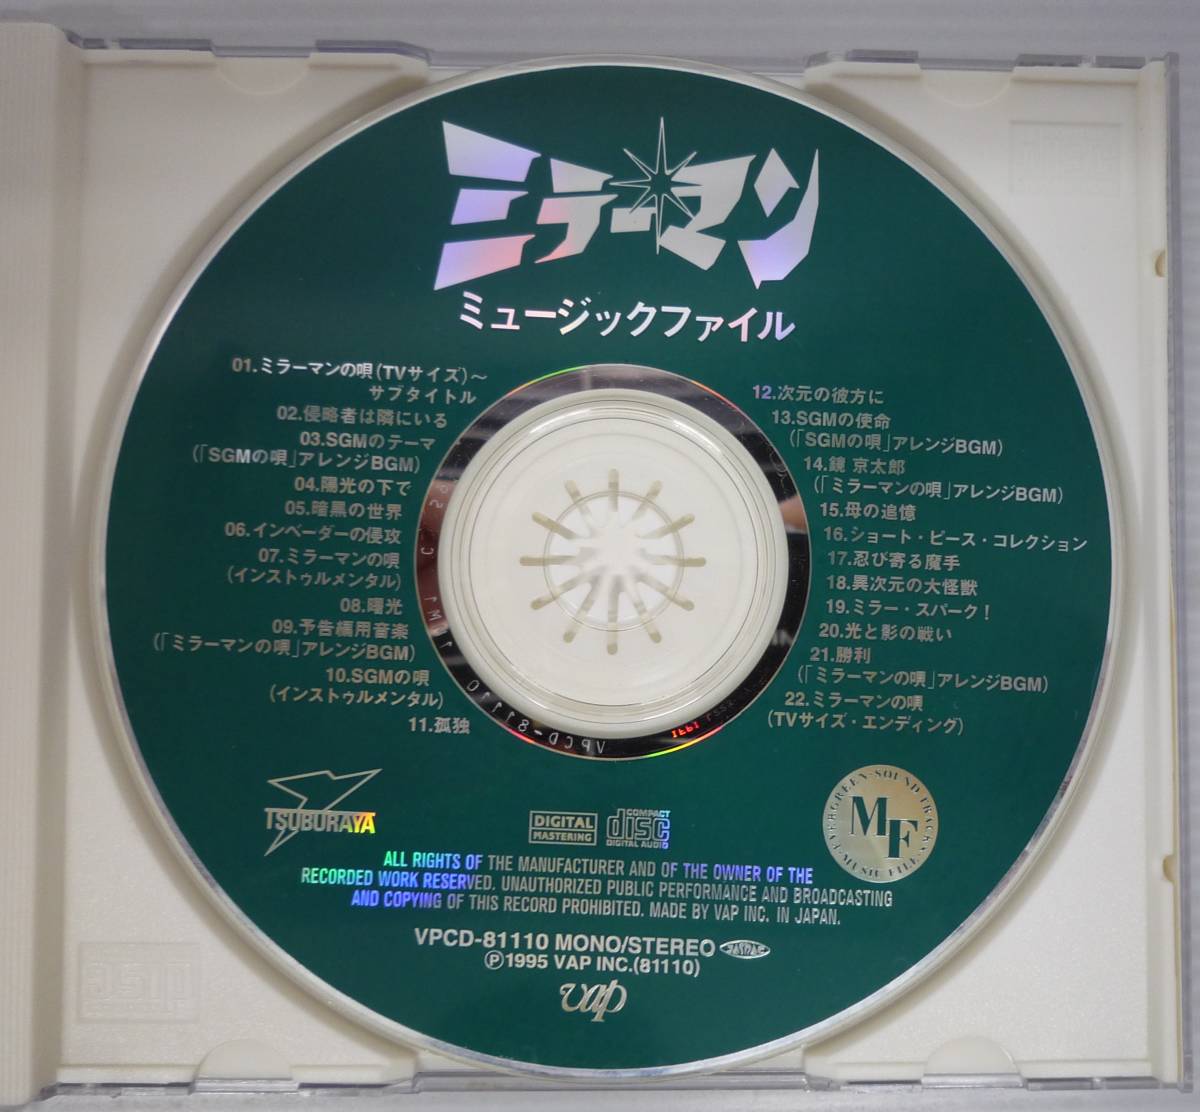 ミラーマン
ミュージックファイル
01.ミラーマンの唄(TVサイズ)～
サブタイトル
02.侵略者は隣にいる
03.SGMのテーマ
(「SGMの唄」アレンジBGM)
04.陽光の下で
05.暗黒の世界
06.インベーダーの侵攻
07.ミラーマンの唄
(インストゥルメンタル)
08.曙光
09.予告編用音楽
(「ミラーマンの唄」アレンジBGM)
10.SGMの唄
(インストゥルメンタル)
11.孤独
12.次元の彼方に
13.SGMの使命
(「SGMの唄」アレンジBGM)
14.鏡 京太郎
(「ミラーマンの唄」アレンジBGM)
15.母の追憶
16.ショート・ピース・コレクション
17.忍び寄る魔手
18.異次元の大怪獣
19.ミラー・スパーク!
20.光と影の戦い
21.勝利
(「ミラーマンの唄」アレンジBGM)
22.ミラーマンの唄
(TVサイズ・エンディング)
VPCD-81110
TSUBURAYA
DIGITAL
MASTERING
COMPACT
disc
DIGITAL AUDIO
EVERGREEN-SOUND TRACKS
MF
MUSIC FILE
ALL RIGHTS OF THE MANUFACTURER AND OF THE OWNER OF THE
RECORDED WORK RESERVED. UNAUTHORIZED PUBLIC PERFORMANCE AND BROADCASTING
AND COPYING OF THIS RECORD PROHIBITED. MADE BY VAP INC. IN JAPAN.
VPCD-81110 MONO/STEREO
Ⓟ1995 VAP INC.(81110)
vap